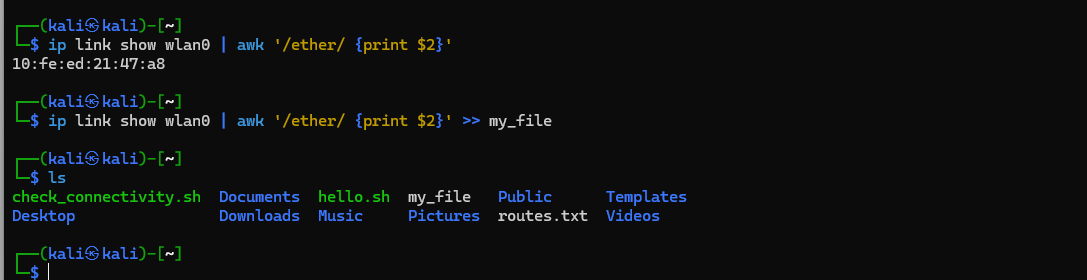 ┌──(kali㉿kali)-[~]
└─$ ip link show wlan0 | awk '/ether/ {print $2}'
10:fe:ed:21:47:a8
┌──(kali㉿kali)-[~]
└─$ ip link show wlan0 | awk '/ether/ {print $2}' >> my_file
┌──(kali㉿kali)-[~]
└─$ ls
check_connectivity.sh  Documents  hello.sh  my_file   Public      Templates
Desktop                Downloads  Music     Pictures  routes.txt  Videos
┌──(kali㉿kali)-[~]
└─$